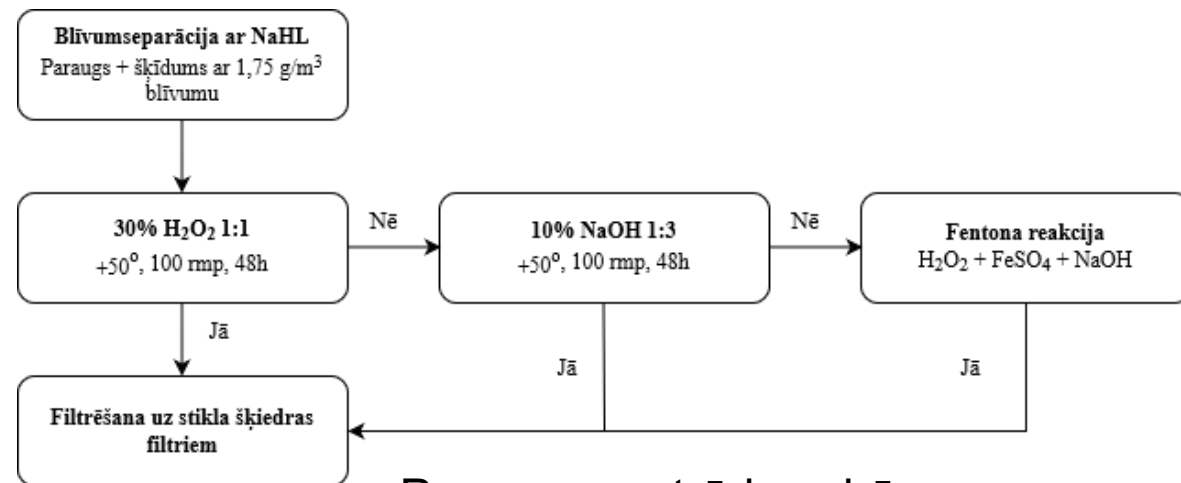 Blīvumseparācija ar NaHL
Paraugs + šķīdums ar 1,75 g/m³
blīvumu
30% H₂O₂ 1:1
+50⁰, 100 rmp, 48h
Nē
10% NaOH 1:3
+50⁰, 100 rmp, 48h
Nē
Fentona reakcija
H₂O₂ + FeSO₄ + NaOH
Jā
Jā
Jā
Filtrēšana uz stikla šķiedras
filtriem